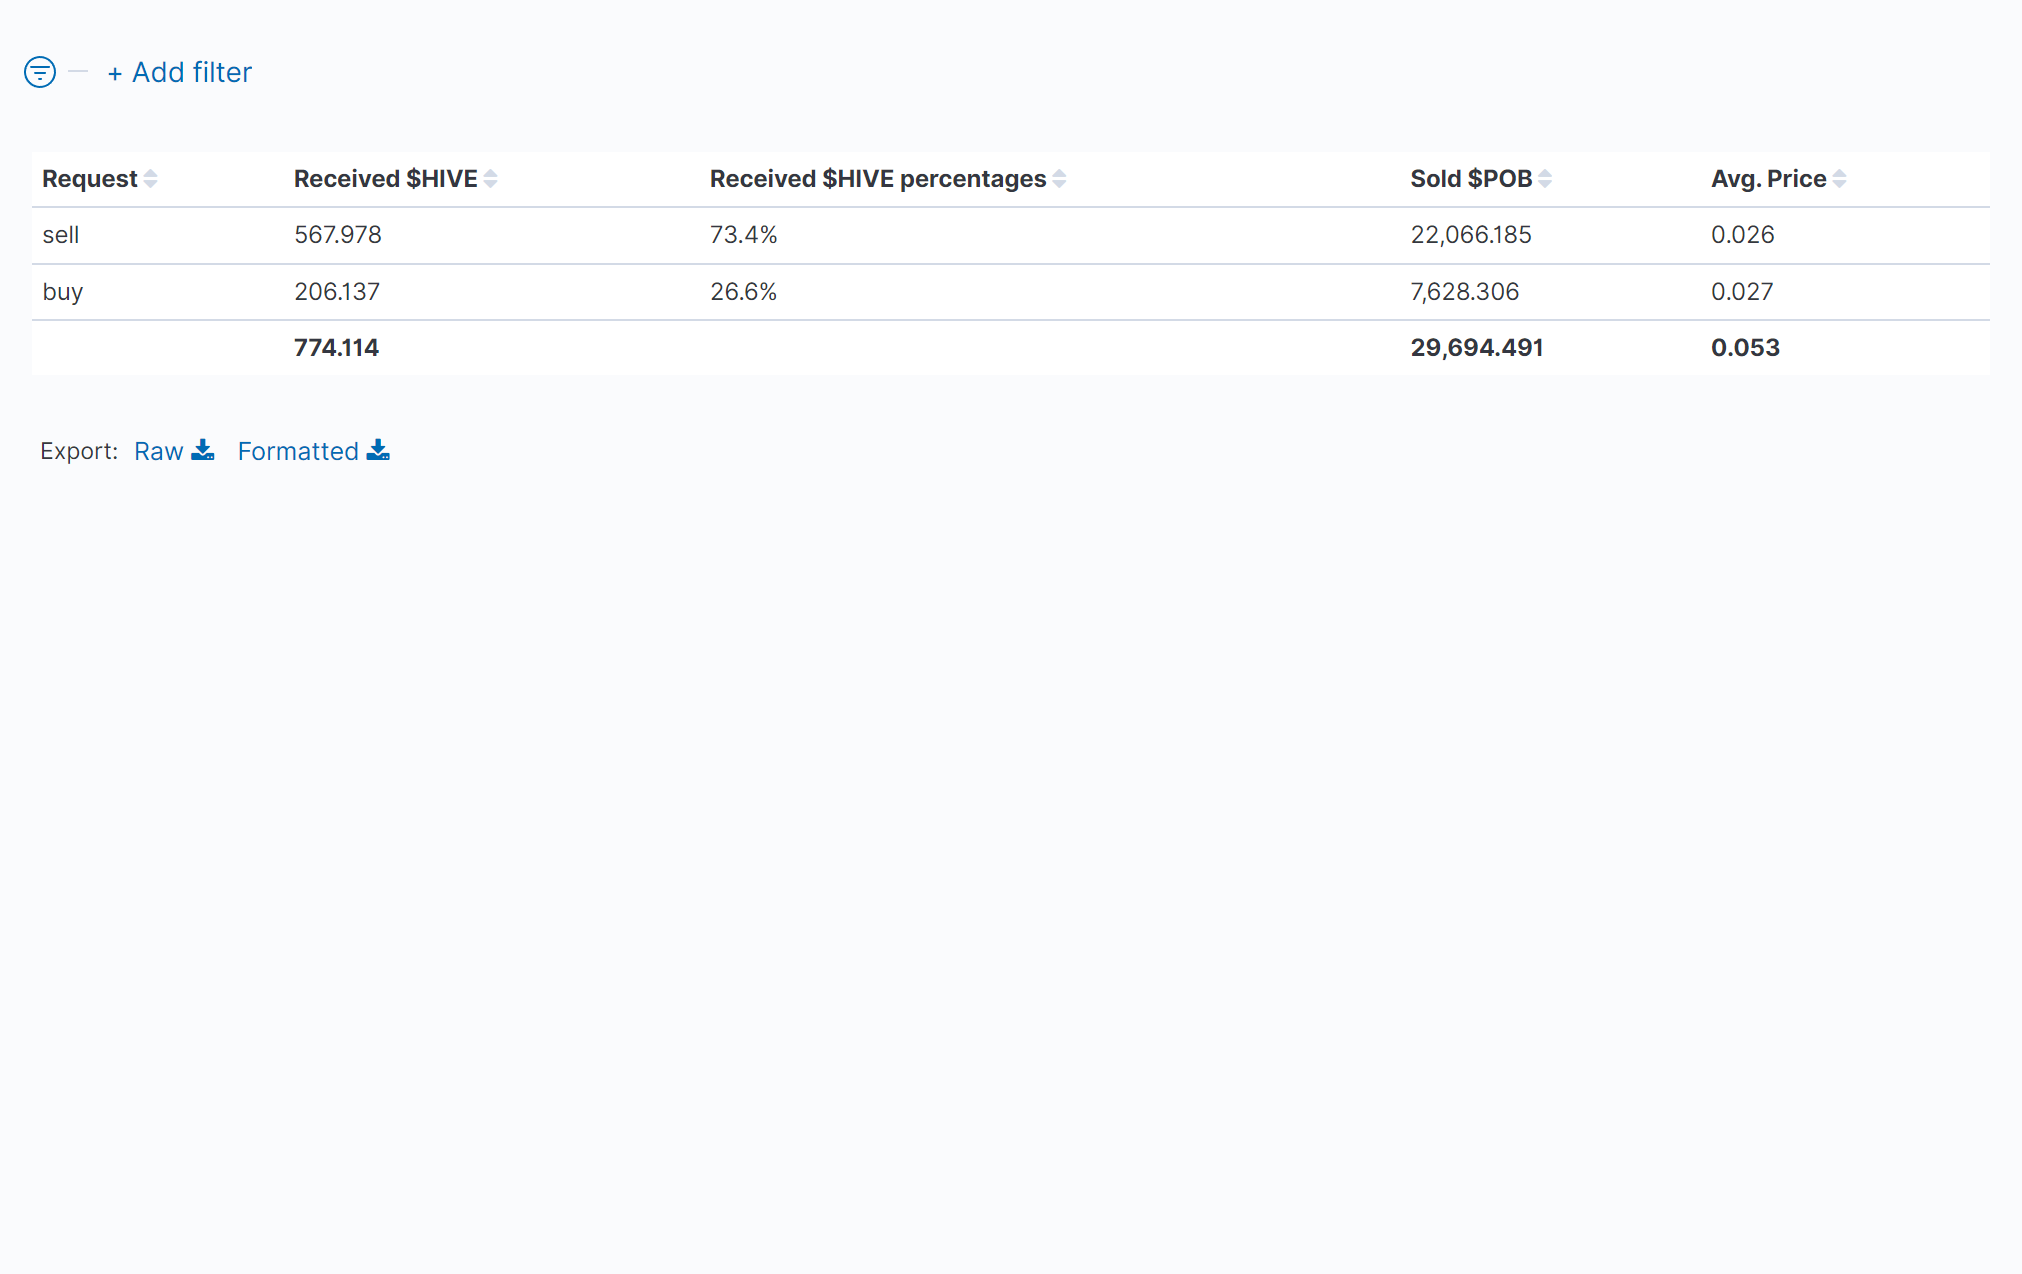 + Add filter
Request Received $HIVE Received $HIVE percentages Sold $POB Avg. Price
sell 567.978 73.4% 22,066.185 0.026
buy 206.137 26.6% 7,628.306 0.027
774.114 29,694.491 0.053
Export: Raw Formatted